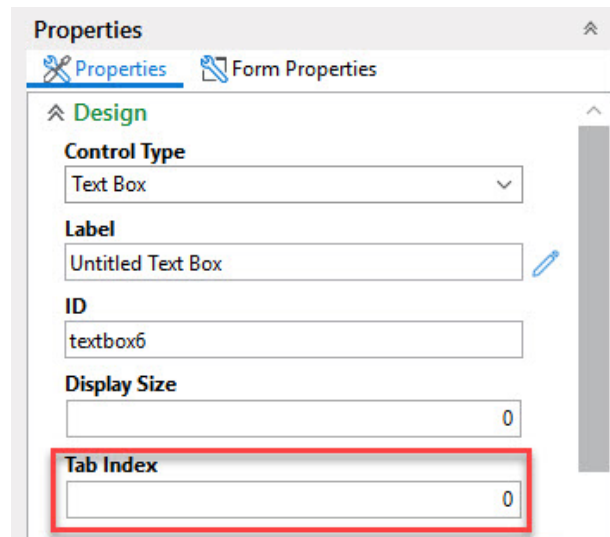 Properties
Properties Form Properties
Design
Control Type
Text Box
Label
Untitled Text Box
ID
textbox6
Display Size
0
Tab Index
0